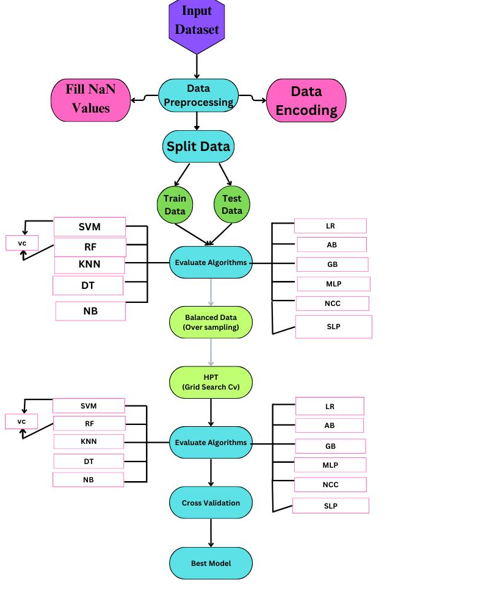 Input
Dataset
Fill NaN
Values
Data
Preprocessing
Data
Encoding
Split Data
Train
Data
Test
Data
SVM
RF
KNN
DT
NB
vc
Evaluate Algorithms
LR
AB
GB
MLP
NCC
SLP
Balanced Data
(Over sampling)
HPT
(Grid Search Cv)
SVM
RF
KNN
DT
NB
vc
Evaluate Algorithms
LR
AB
GB
MLP
NCC
SLP
Cross Validation
Best Model